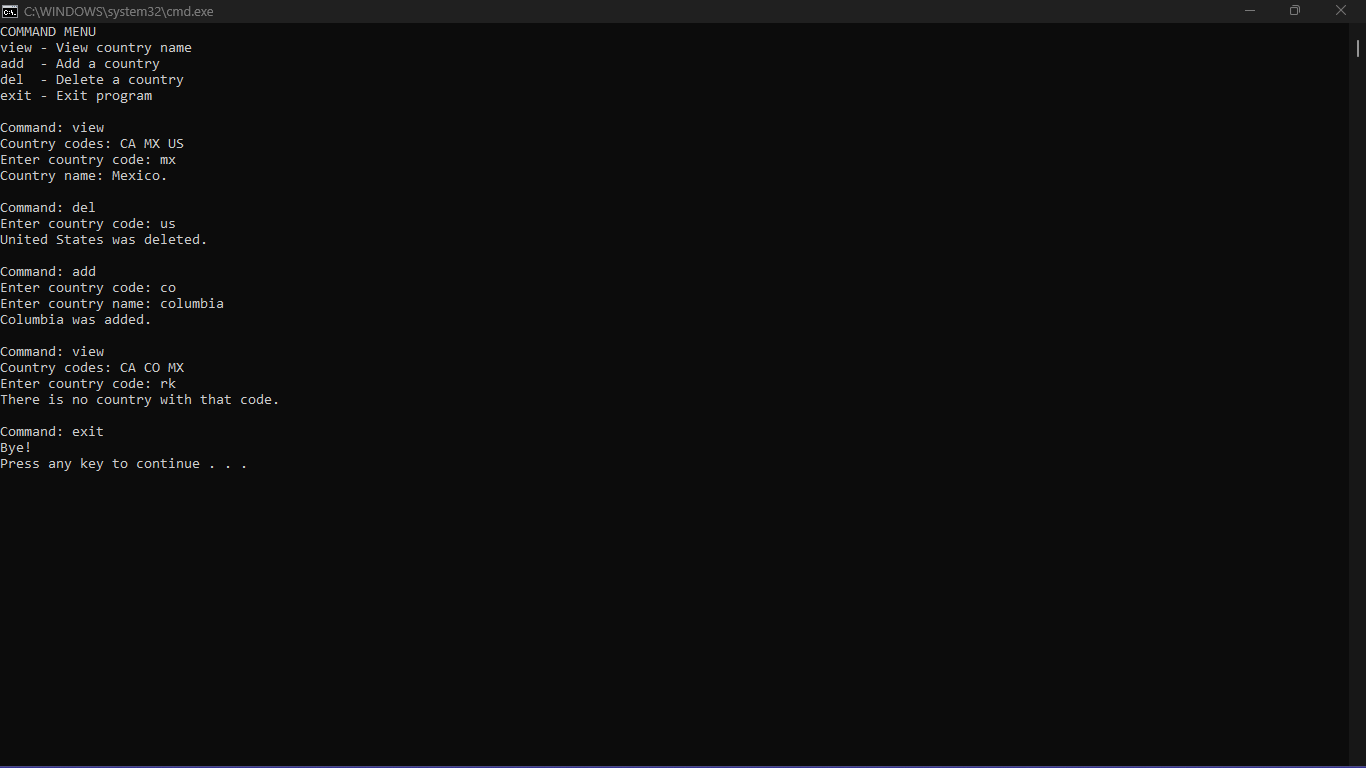 C:\WINDOWS\system32\cmd.exe
COMMAND MENU
view - View country name
add  - Add a country
del  - Delete a country
exit - Exit program
Command: view
Country codes: CA MX US
Enter country code: mx
Country name: Mexico.
Command: del
Enter country code: us
United States was deleted.
Command: add
Enter country code: co
Enter country name: columbia
Columbia was added.
Command: view
Country codes: CA CO MX
Enter country code: rk
There is no country with that code.
Command: exit
Bye!
Press any key to continue . . .